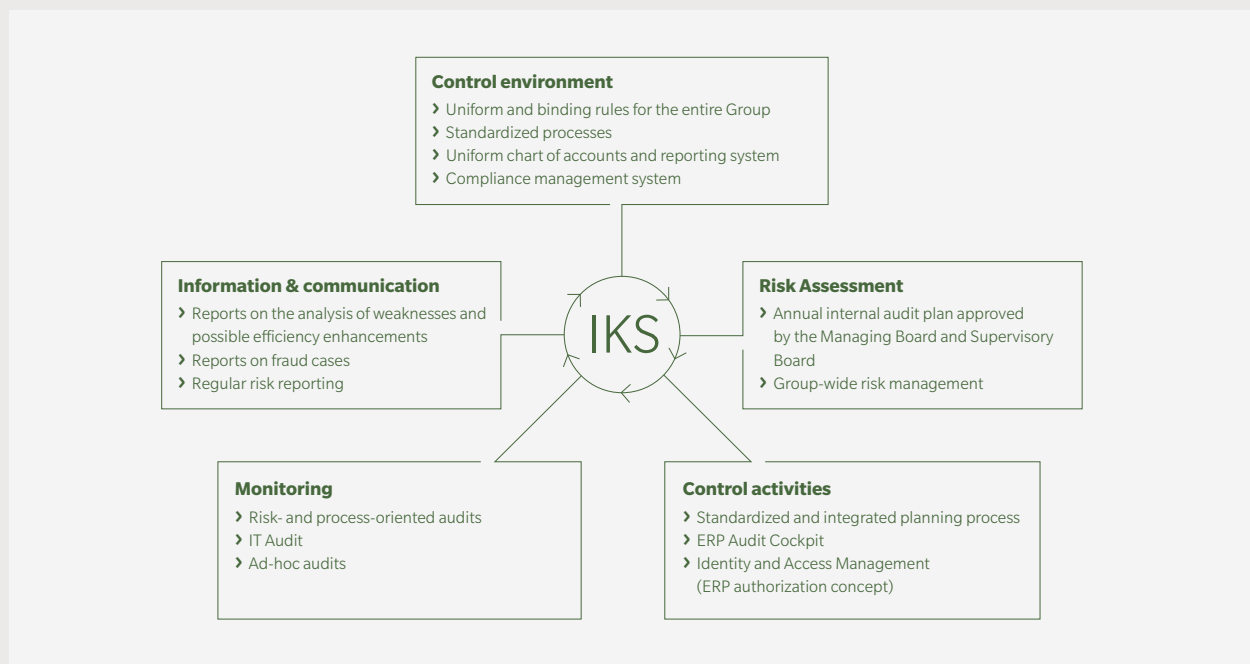 Control environment
› Uniform and binding rules for the entire Group
› Standardized processes
› Uniform chart of accounts and reporting system
› Compliance management system
Information & communication
› Reports on the analysis of weaknesses and
possible efficiency enhancements
› Reports on fraud cases
› Regular risk reporting
IKS
Risk Assessment
› Annual internal audit plan approved
by the Managing Board and Supervisory
Board
› Group-wide risk management
Monitoring
› Risk- and process-oriented audits
› IT Audit
› Ad-hoc audits
Control activities
› Standardized and integrated planning process
› ERP Audit Cockpit
› Identity and Access Management
(ERP authorization concept)